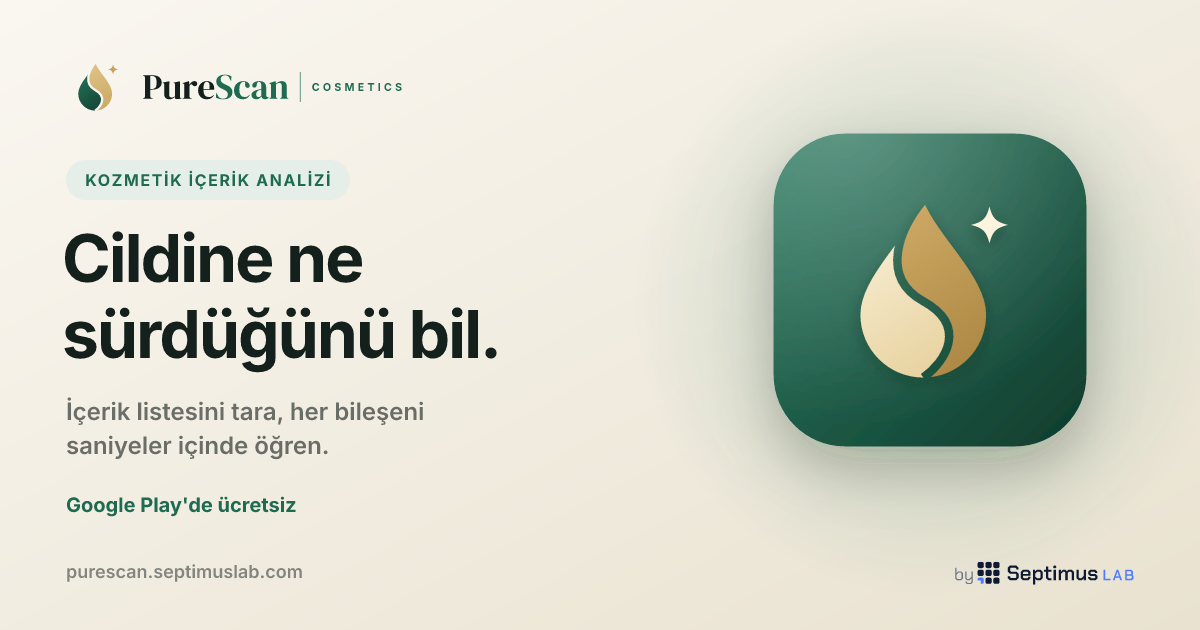 PureScan | COSMETICS
KOZMETİK İÇERİK ANALİZİ
Cildine ne
sürdüğünü bil.
İçerik listesini tara, her bileşeni
saniyeler içinde öğren.
Google Play'de ücretsiz
purescan.septimuslab.com
by Septimus LAB